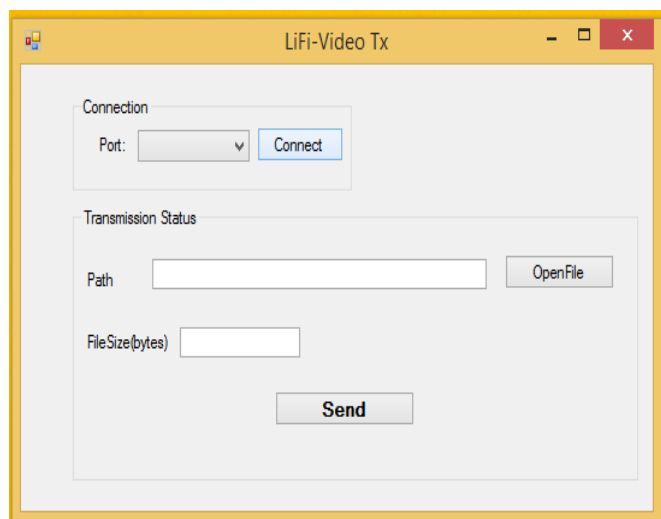 LiFi-Video Tx
Connection
Port:
Connect
Transmission Status
Path
OpenFile
FileSize(bytes)
Send